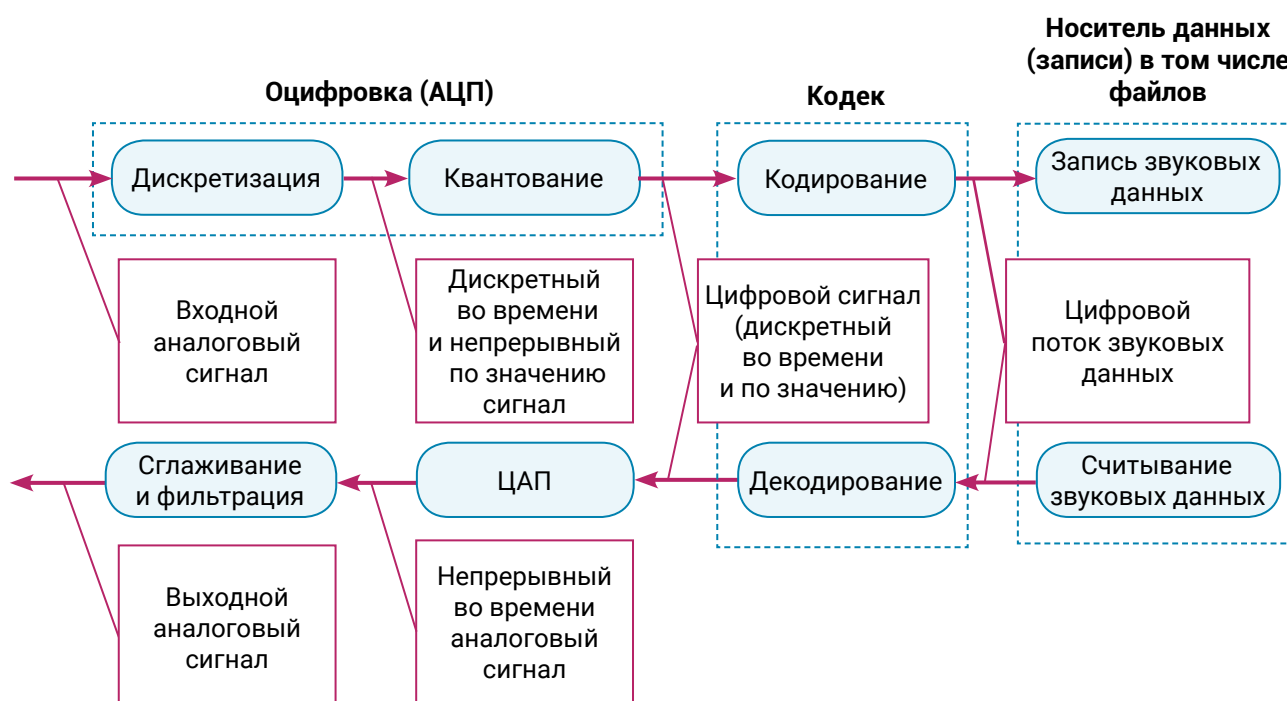 Носитель данных
(записи) в том числе
файлов
Оцифровка (АЦП)
Кодек
Дискретизация
Квантование
Кодирование
Запись звуковых
данных
Входной
аналоговый
сигнал
Дискретный
во времени
и непрерывный
по значению
сигнал
Цифровой сигнал
(дискретный
во времени
и по значению)
Цифровой
поток звуковых
данных
Сглаживание
и фильтрация
ЦАП
Декодирование
Считывание
звуковых данных
Выходной
аналоговый
сигнал
Непрерывный
во времени
аналоговый
сигнал